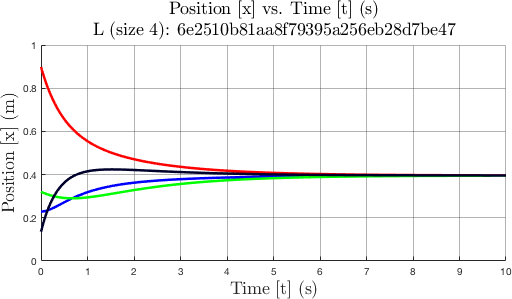 Position [x] vs. Time [t] (s)
L (size 4): 6e2510b81aa8f79395a256eb28d7be47
Position [x] (m)
1
0.8
0.6
0.4
0.2
0
0 1 2 3 4 5 6 7 8 9 10
Time [t] (s)